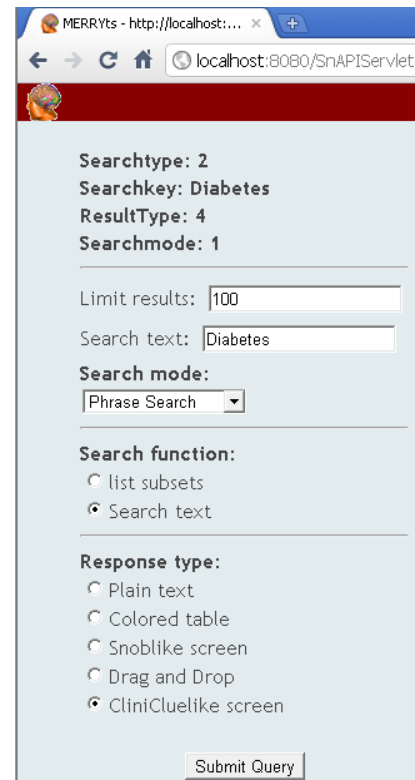 MERRYts - http://localhost:... ×
localhost:8080/SnAPIServlet
Searchtype: 2
Searchkey: Diabetes
ResultType: 4
Searchmode: 1
Limit results: 100
Search text: Diabetes
Search mode:
Phrase Search
Search function:
list subsets
Search text
Response type:
Plain text
Colored table
Snoblike screen
Drag and Drop
CliniCluelike screen
Submit Query